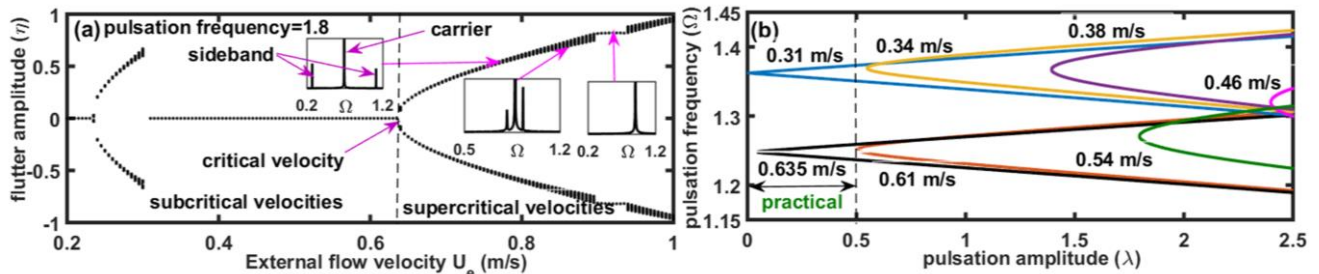 (a) pulsation frequency=1.8
sideband
carrier
0.2 Ω 1.2
0.5 Ω 1.2
0.2 Ω 1.2
critical velocity
subcritical velocities
supercritical velocities
flutter amplitude (η)
1
0.5
0
-0.5
-1
0.2 0.4 0.6 0.8 1
External flow velocity U_e (m/s)
(b)
0.31 m/s
0.34 m/s
0.38 m/s
0.46 m/s
0.54 m/s
0.635 m/s
0.61 m/s
practical
pulsation frequency (Ω)
1.45
1.4
1.3
1.2
1.15
0 0.5 1 1.5 2 2.5
pulsation amplitude (λ)